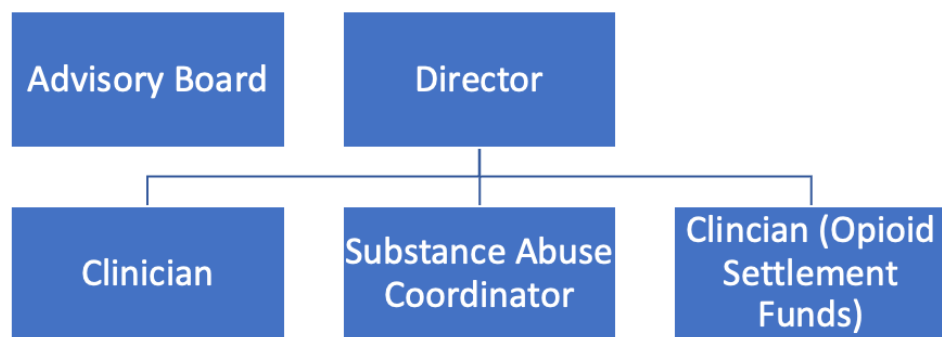 Advisory Board
Director
Clinician
Substance Abuse
Coordinator
Clincian (Opioid
Settlement
Funds)